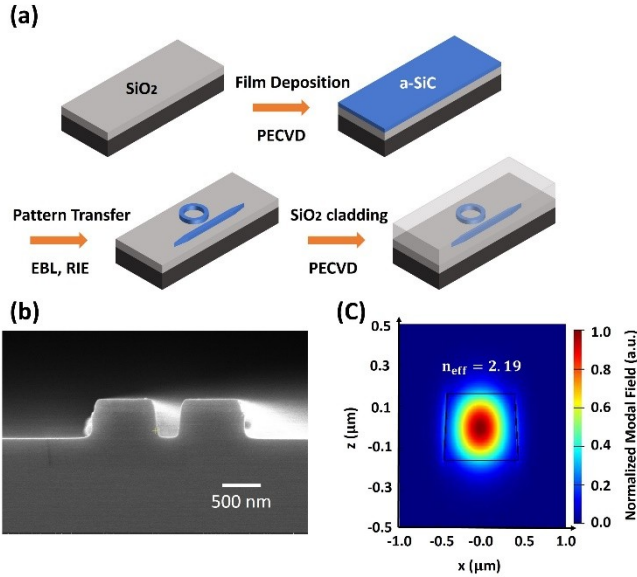 (a)
SiO₂
Film Deposition
PECVD
a-SiC
Pattern Transfer
EBL, RIE
SiO₂ cladding
PECVD
(b)
500 nm
(C)
n_eff = 2.19
0.5
0.3
0.1
-0.1
-0.3
-0.5
z (μm)
-1.0 -0.5 0.0 0.5 1.0
x (μm)
1.0
0.8
0.6
0.4
0.2
0.0
Normalized Modal Field (a.u.)